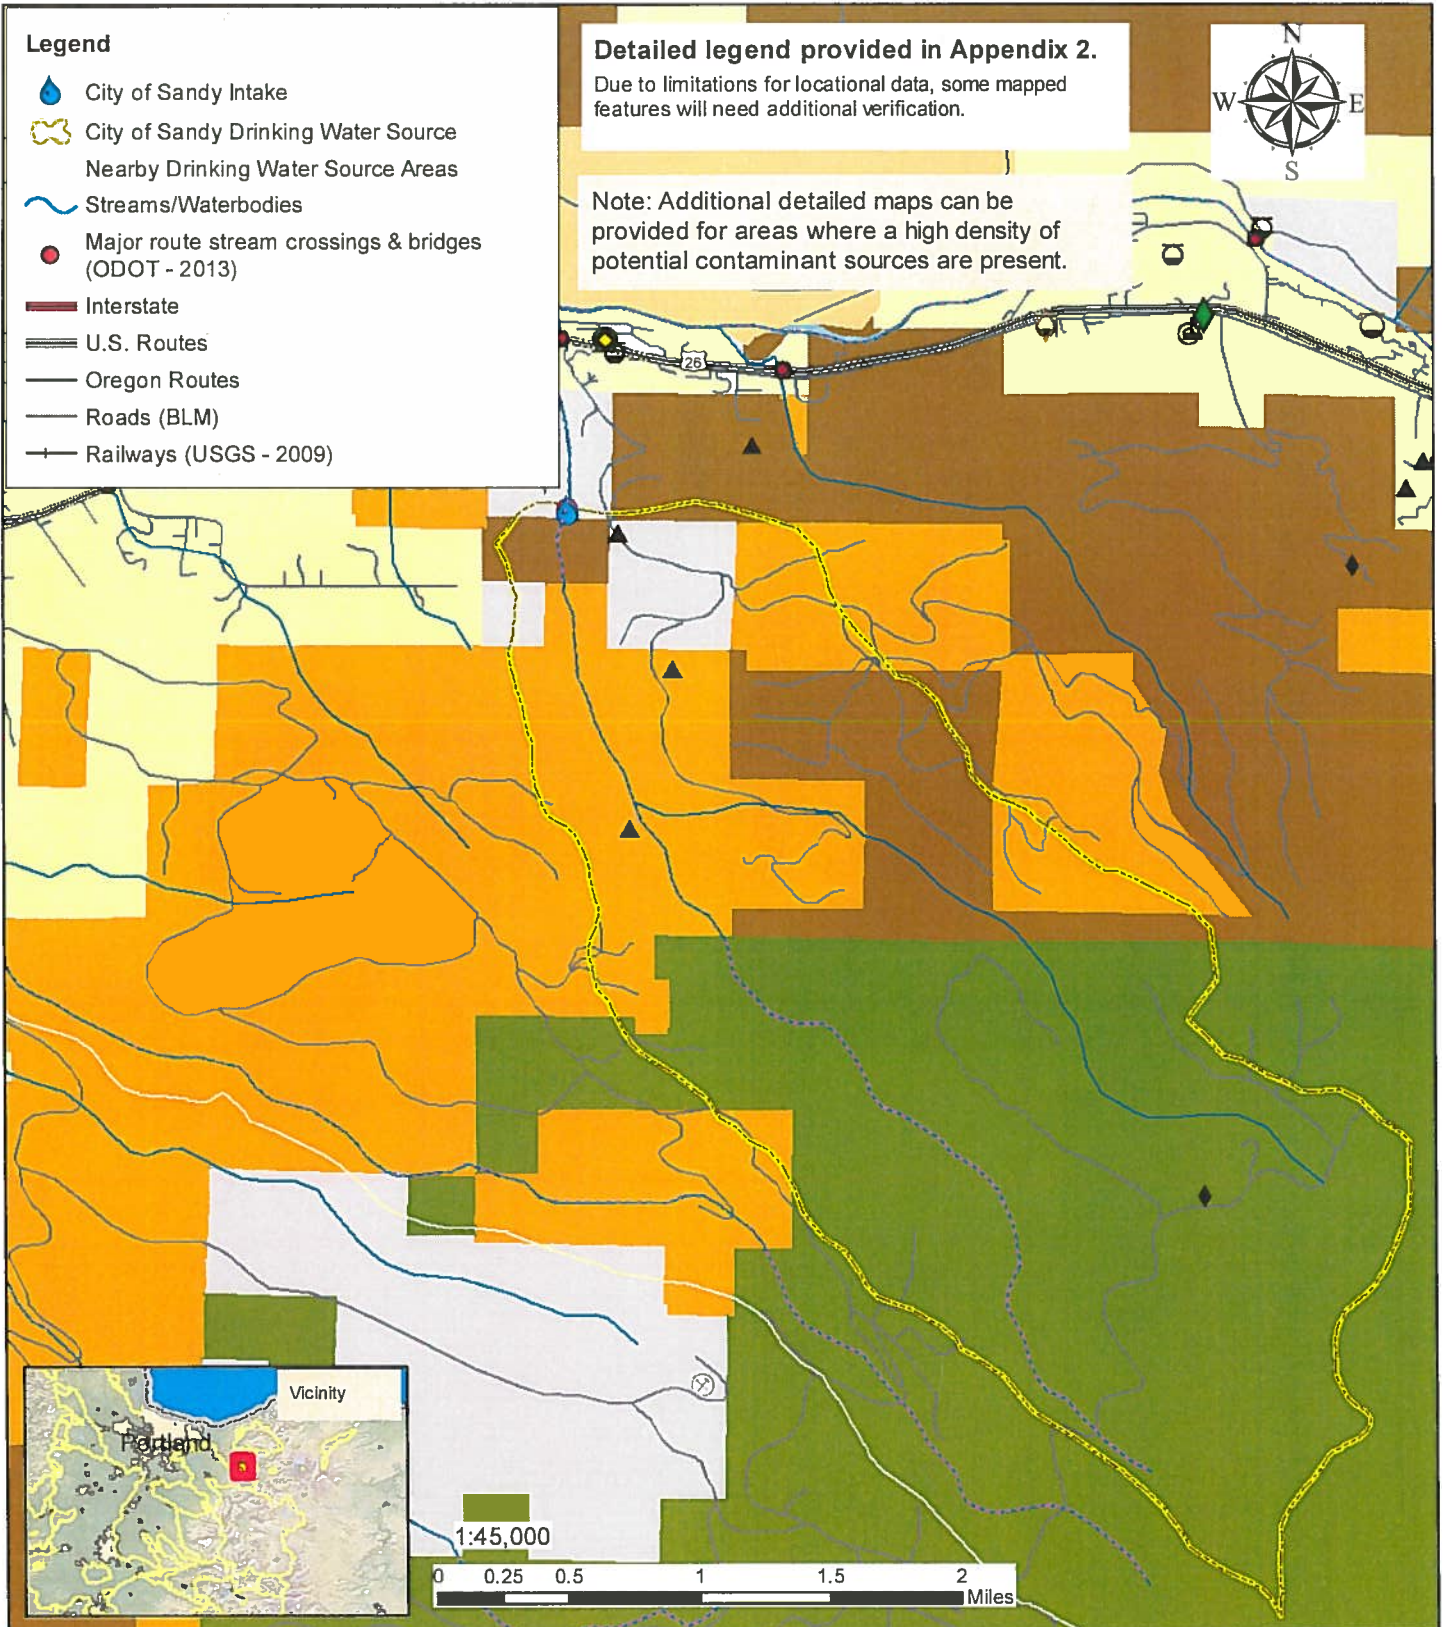 Legend
City of Sandy Intake
City of Sandy Drinking Water Source
Nearby Drinking Water Source Areas
Streams/Waterbodies
Major route stream crossings & bridges
(ODOT - 2013)
Interstate
U.S. Routes
Oregon Routes
Roads (BLM)
Railways (USGS - 2009)
Detailed legend provided in Appendix 2.
Due to limitations for locational data, some mapped
features will need additional verification.
Note: Additional detailed maps can be
provided for areas where a high density of
potential contaminant sources are present.
N
W E
S
26
Vicinity
Portland
1:45,000
0 0.25 0.5 1 1.5 2
Miles